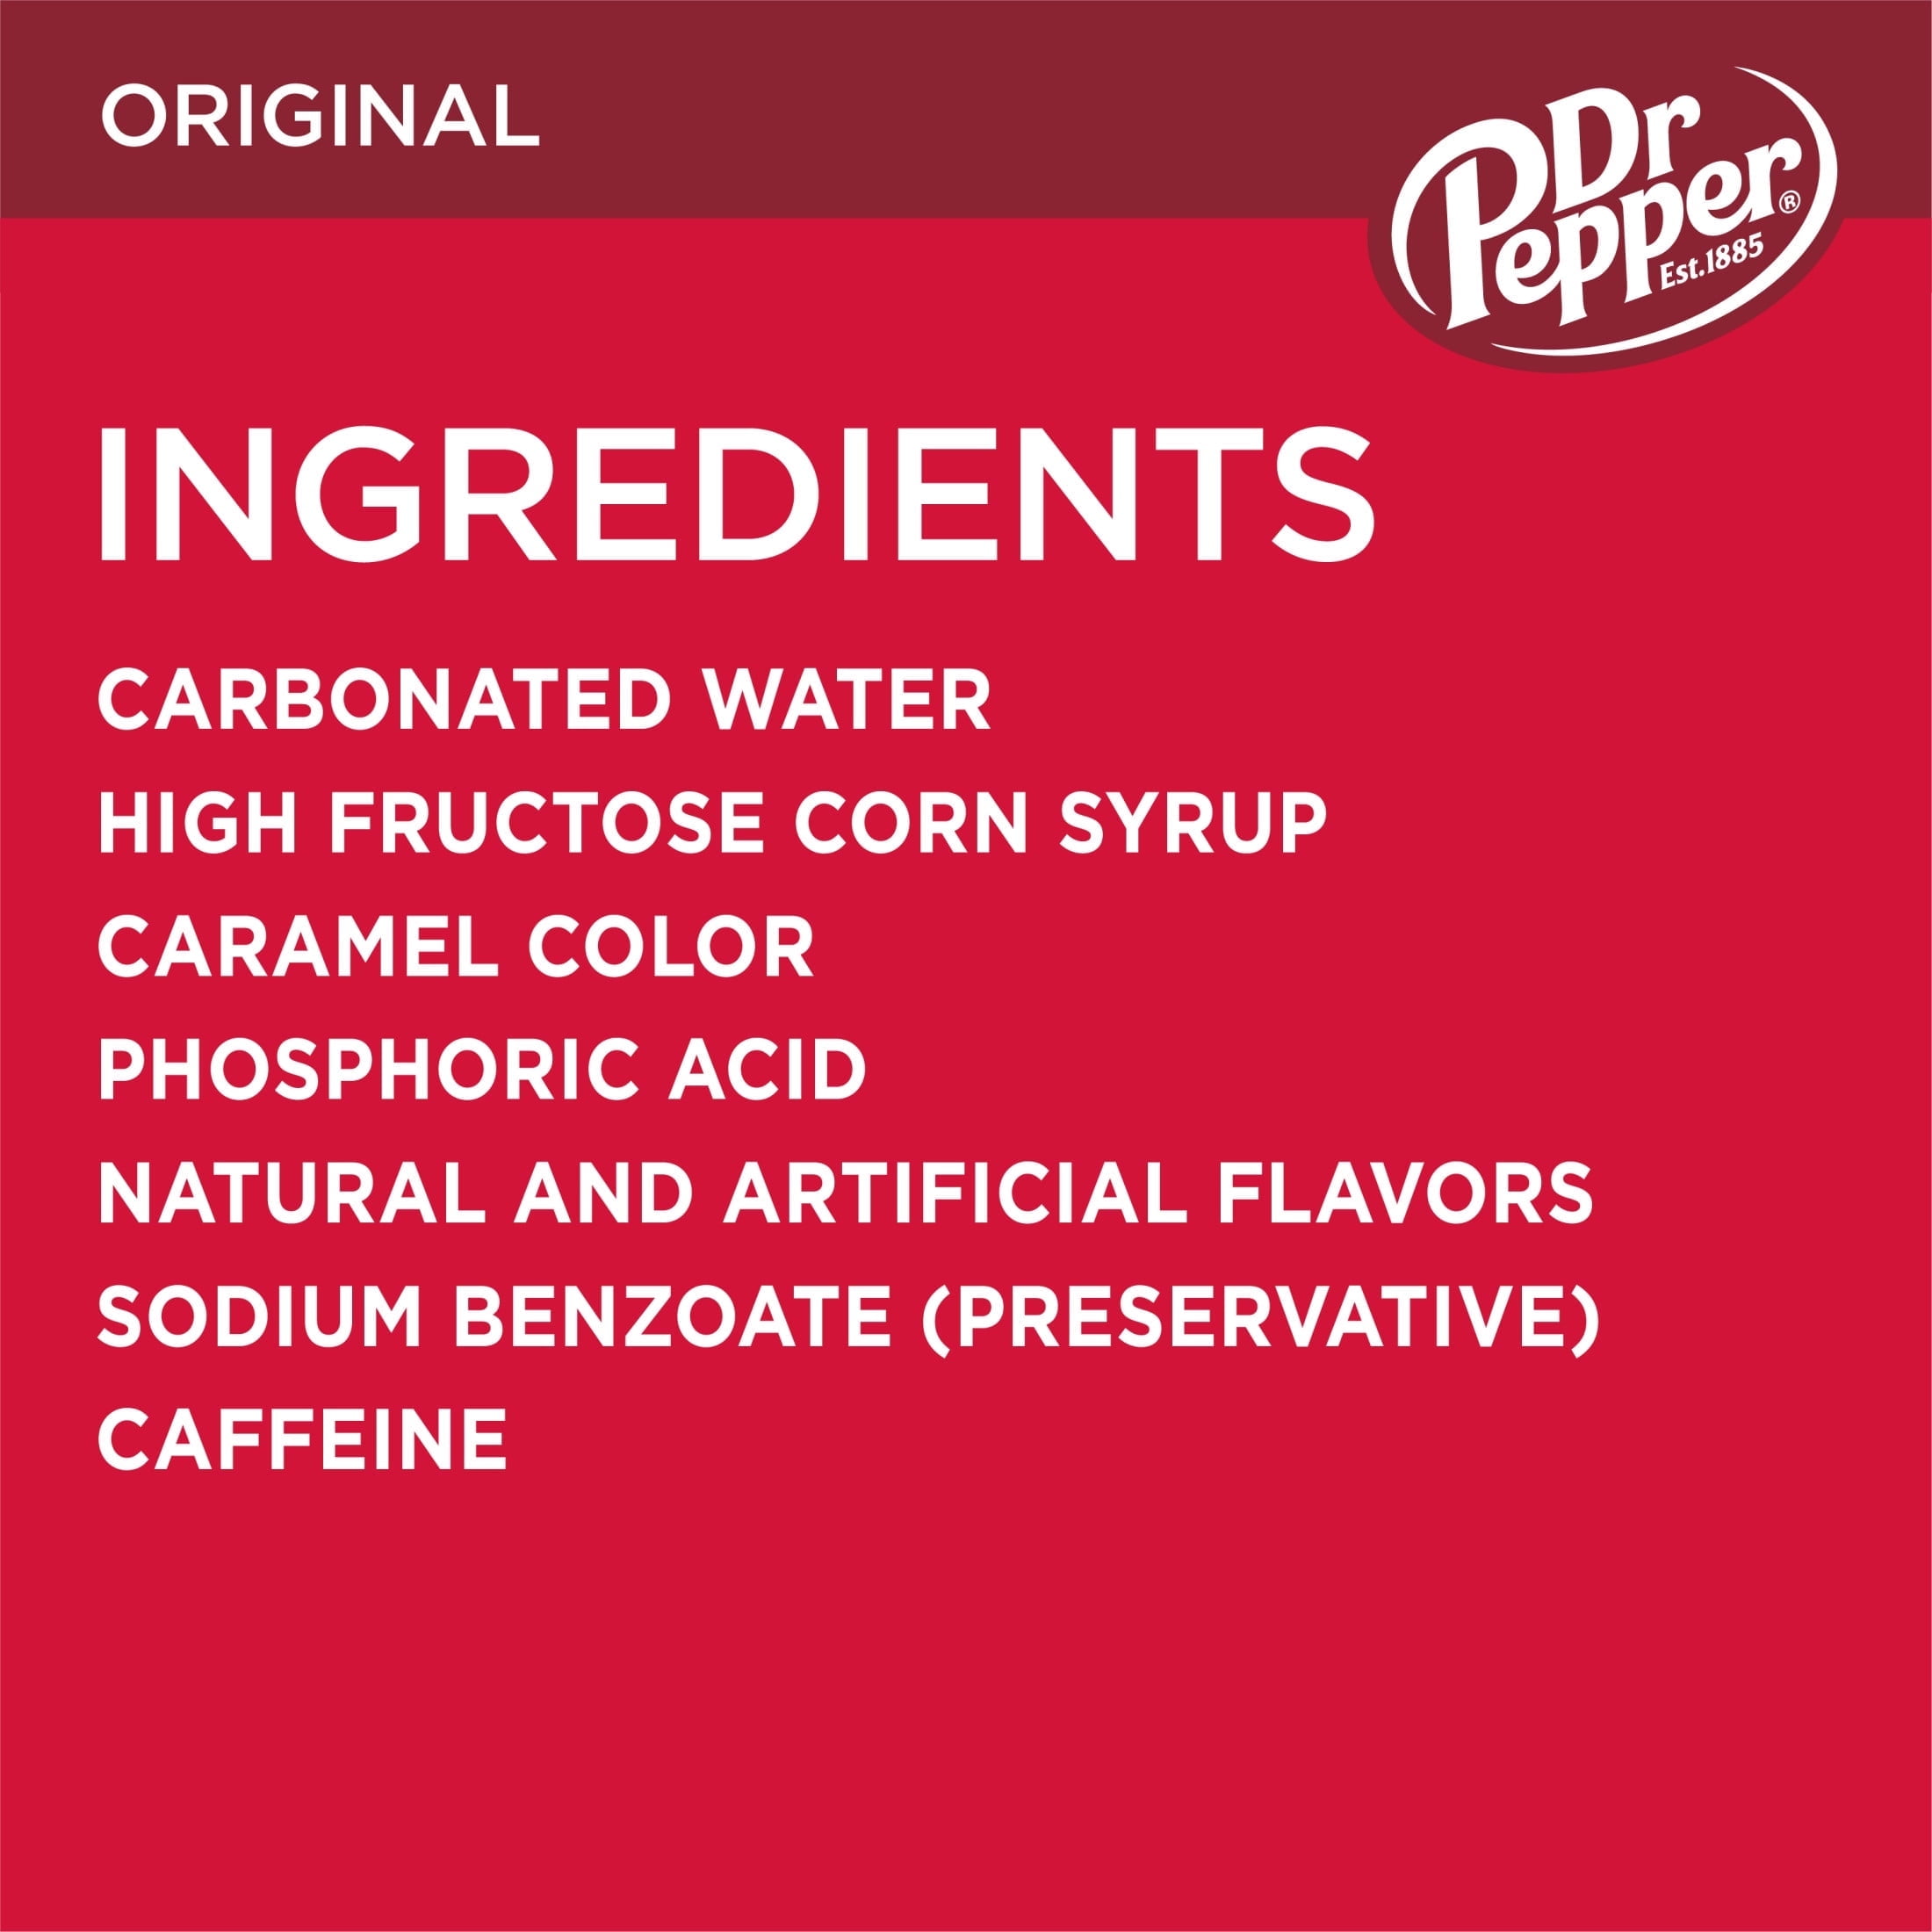 ORIGINAL
Dr
Pepper®
Est. 1885
INGREDIENTS
CARBONATED WATER
HIGH FRUCTOSE CORN SYRUP
CARAMEL COLOR
PHOSPHORIC ACID
NATURAL AND ARTIFICIAL FLAVORS
SODIUM BENZOATE (PRESERVATIVE)
CAFFEINE